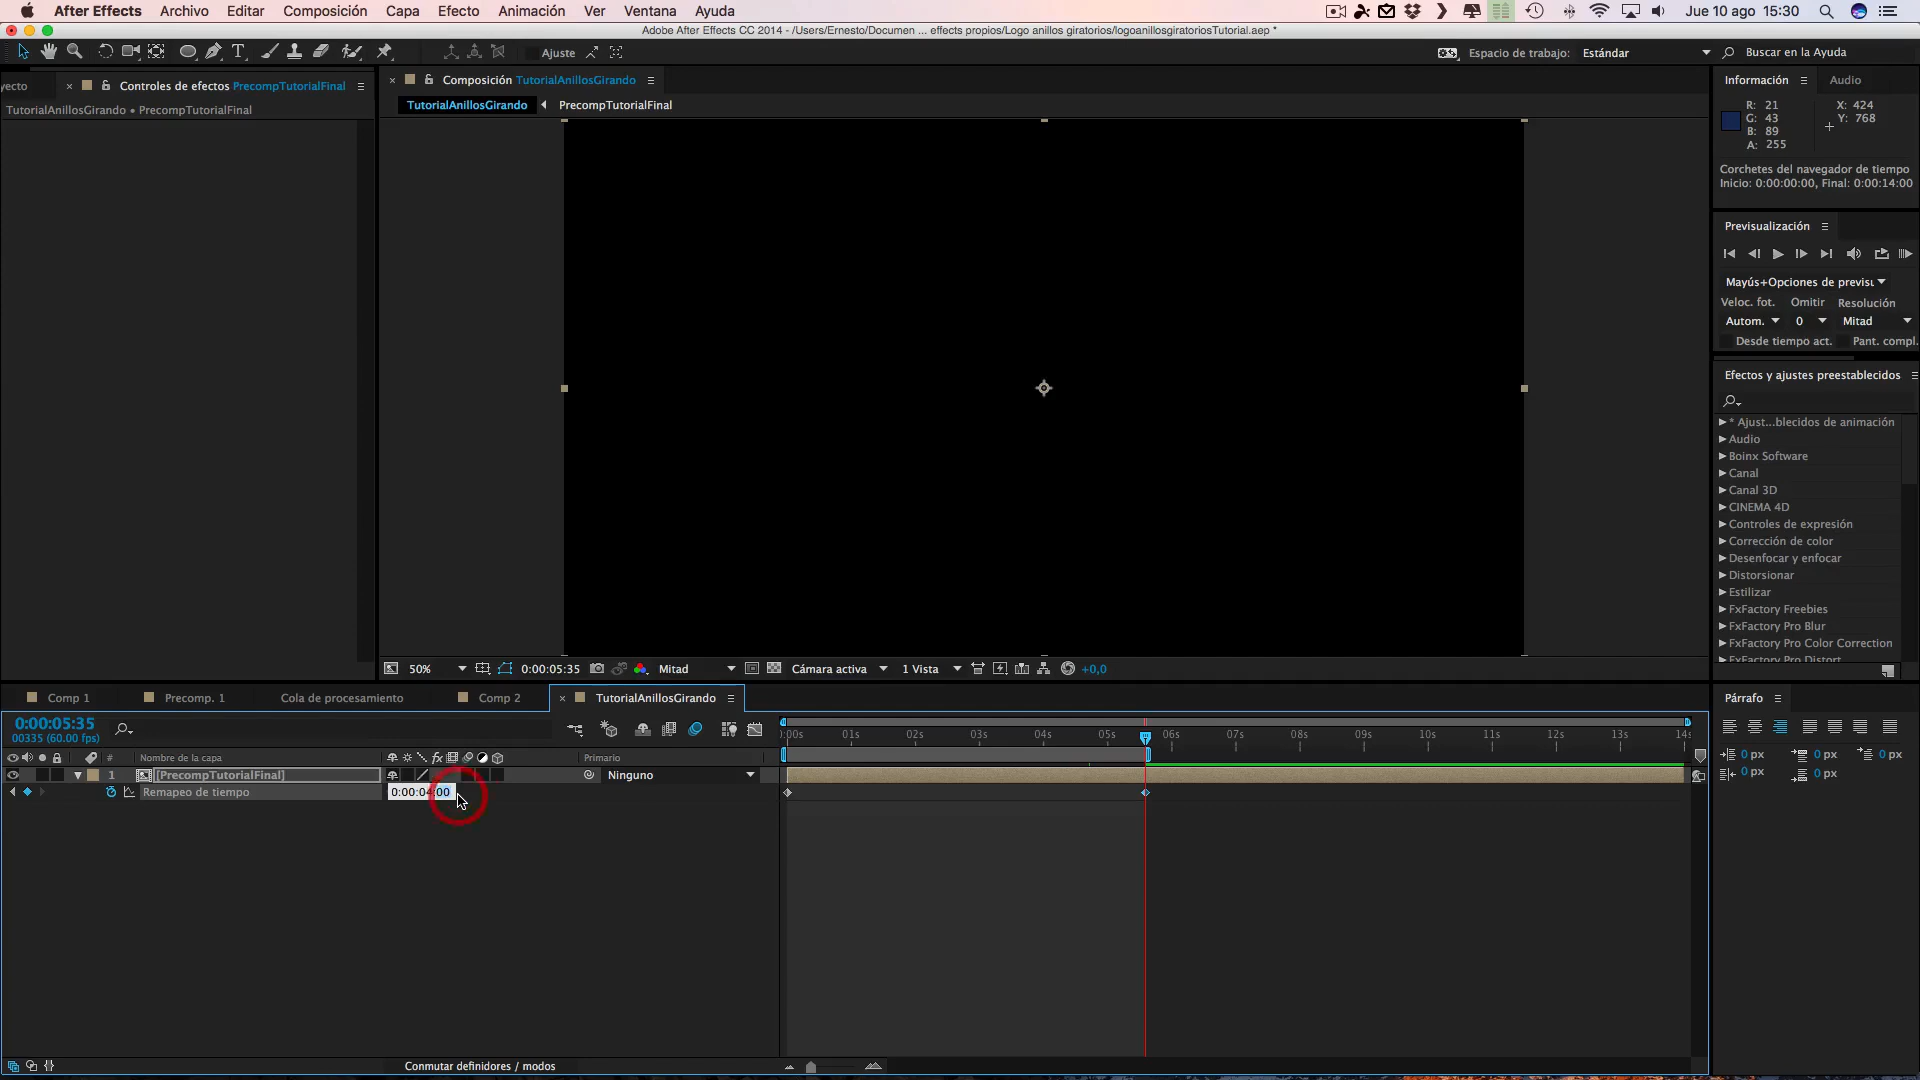 After Effects Archivo Editar Composición Capa Efecto Animación Ver Ventana Ayuda Jue 10 ago 15:30
Adobe After Effects CC 2014 - /Users/Ernesto/Documen ... effects propios/Logo anillos giratorios/logoanillosgiratoriosTutorial.aep *
Ajuste Espacio de trabajo: Estándar Buscar en la Ayuda
yecto × Controles de efectos PrecompTutorialFinal × Composición TutorialAnillosGirando Información Audio
TutorialAnillosGirando • PrecompTutorialFinal TutorialAnillosGirando PrecompTutorialFinal
R: 21 X: 424
G: 43 Y: 768
B: 89
A: 255
Corchetes del navegador de tiempo
Inicio: 0:00:00:00, Final: 0:00:14:00
Previsualización
Mayús+Opciones de previsu
Veloc. fot. Omitir Resolución
Autom. 0 Mitad
Desde tiempo act. Pant. compl.
Efectos y ajustes preestablecidos
* Ajust...blecidos de animación
Audio
Boinx Software
Canal
Canal 3D
CINEMA 4D
Controles de expresión
Corrección de color
Desenfocar y enfocar
Distorsionar
Estilizar
FxFactory Freebies
FxFactory Pro Blur
FxFactory Pro Color Correction
FxFactory Pro Distort
50% 0:00:05:35 Mitad Cámara activa 1 Vista +0,0
Comp 1 Precomp. 1 Cola de procesamiento Comp 2 × TutorialAnillosGirando Párrafo
0:00:05:35
00335 (60.00 fps)
:00s 01s 02s 03s 04s 05s 06s 07s 08s 09s 10s 11s 12s 13s 14s
# Nombre de la capa fx Primario
1 [PrecompTutorialFinal] Ninguno
Remapeo de tiempo 0:00:04:00
0 px 0 px 0 px
0 px 0 px
Conmutar definidores / modos